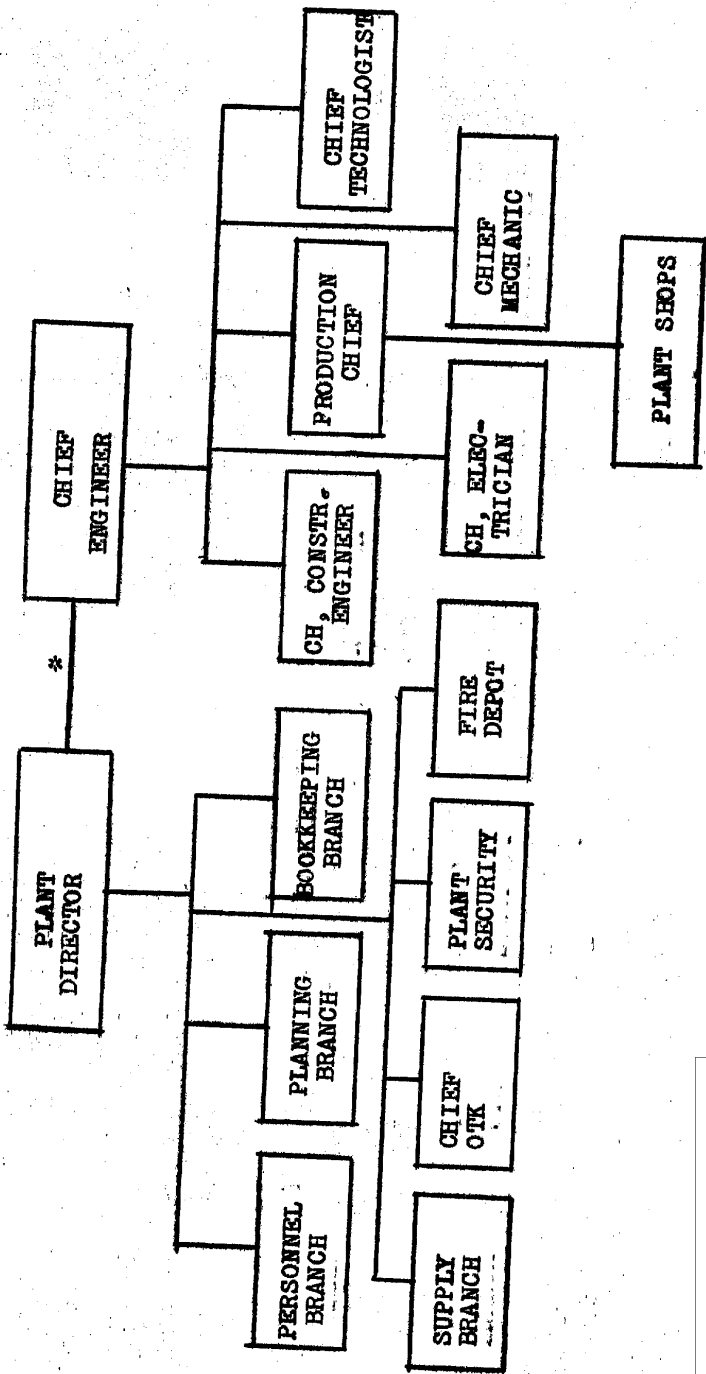 PLANT
DIRECTOR
*
CHIEF
ENGINEER
PERSONNEL
BRANCH
PLANNING
BRANCH
BOOKKEEPING
BRANCH
CH, CONSTR.
ENGINEER
PRODUCTION
CHIEF
CHIEF
TECHNOLOGIST
SUPPLY
BRANCH
CHIEF
OTK
PLANT
SECURITY
FIRE
DEPOT
CH, ELEC-
TRICIAN
CHIEF
MECHANIC
PLANT SHOPS